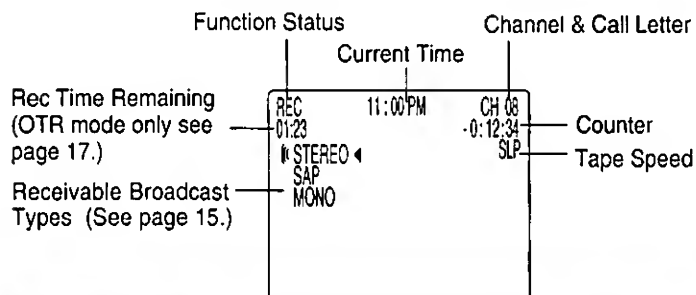 Function Status
Channel & Call Letter
Current Time
Rec Time Remaining
(OTR mode only see
page 17.)
REC 11:00 PM CH 08
01:23 -0:12:34
Counter
STEREO SLP
Tape Speed
SAP
MONO
Receivable Broadcast
Types (See page 15.)